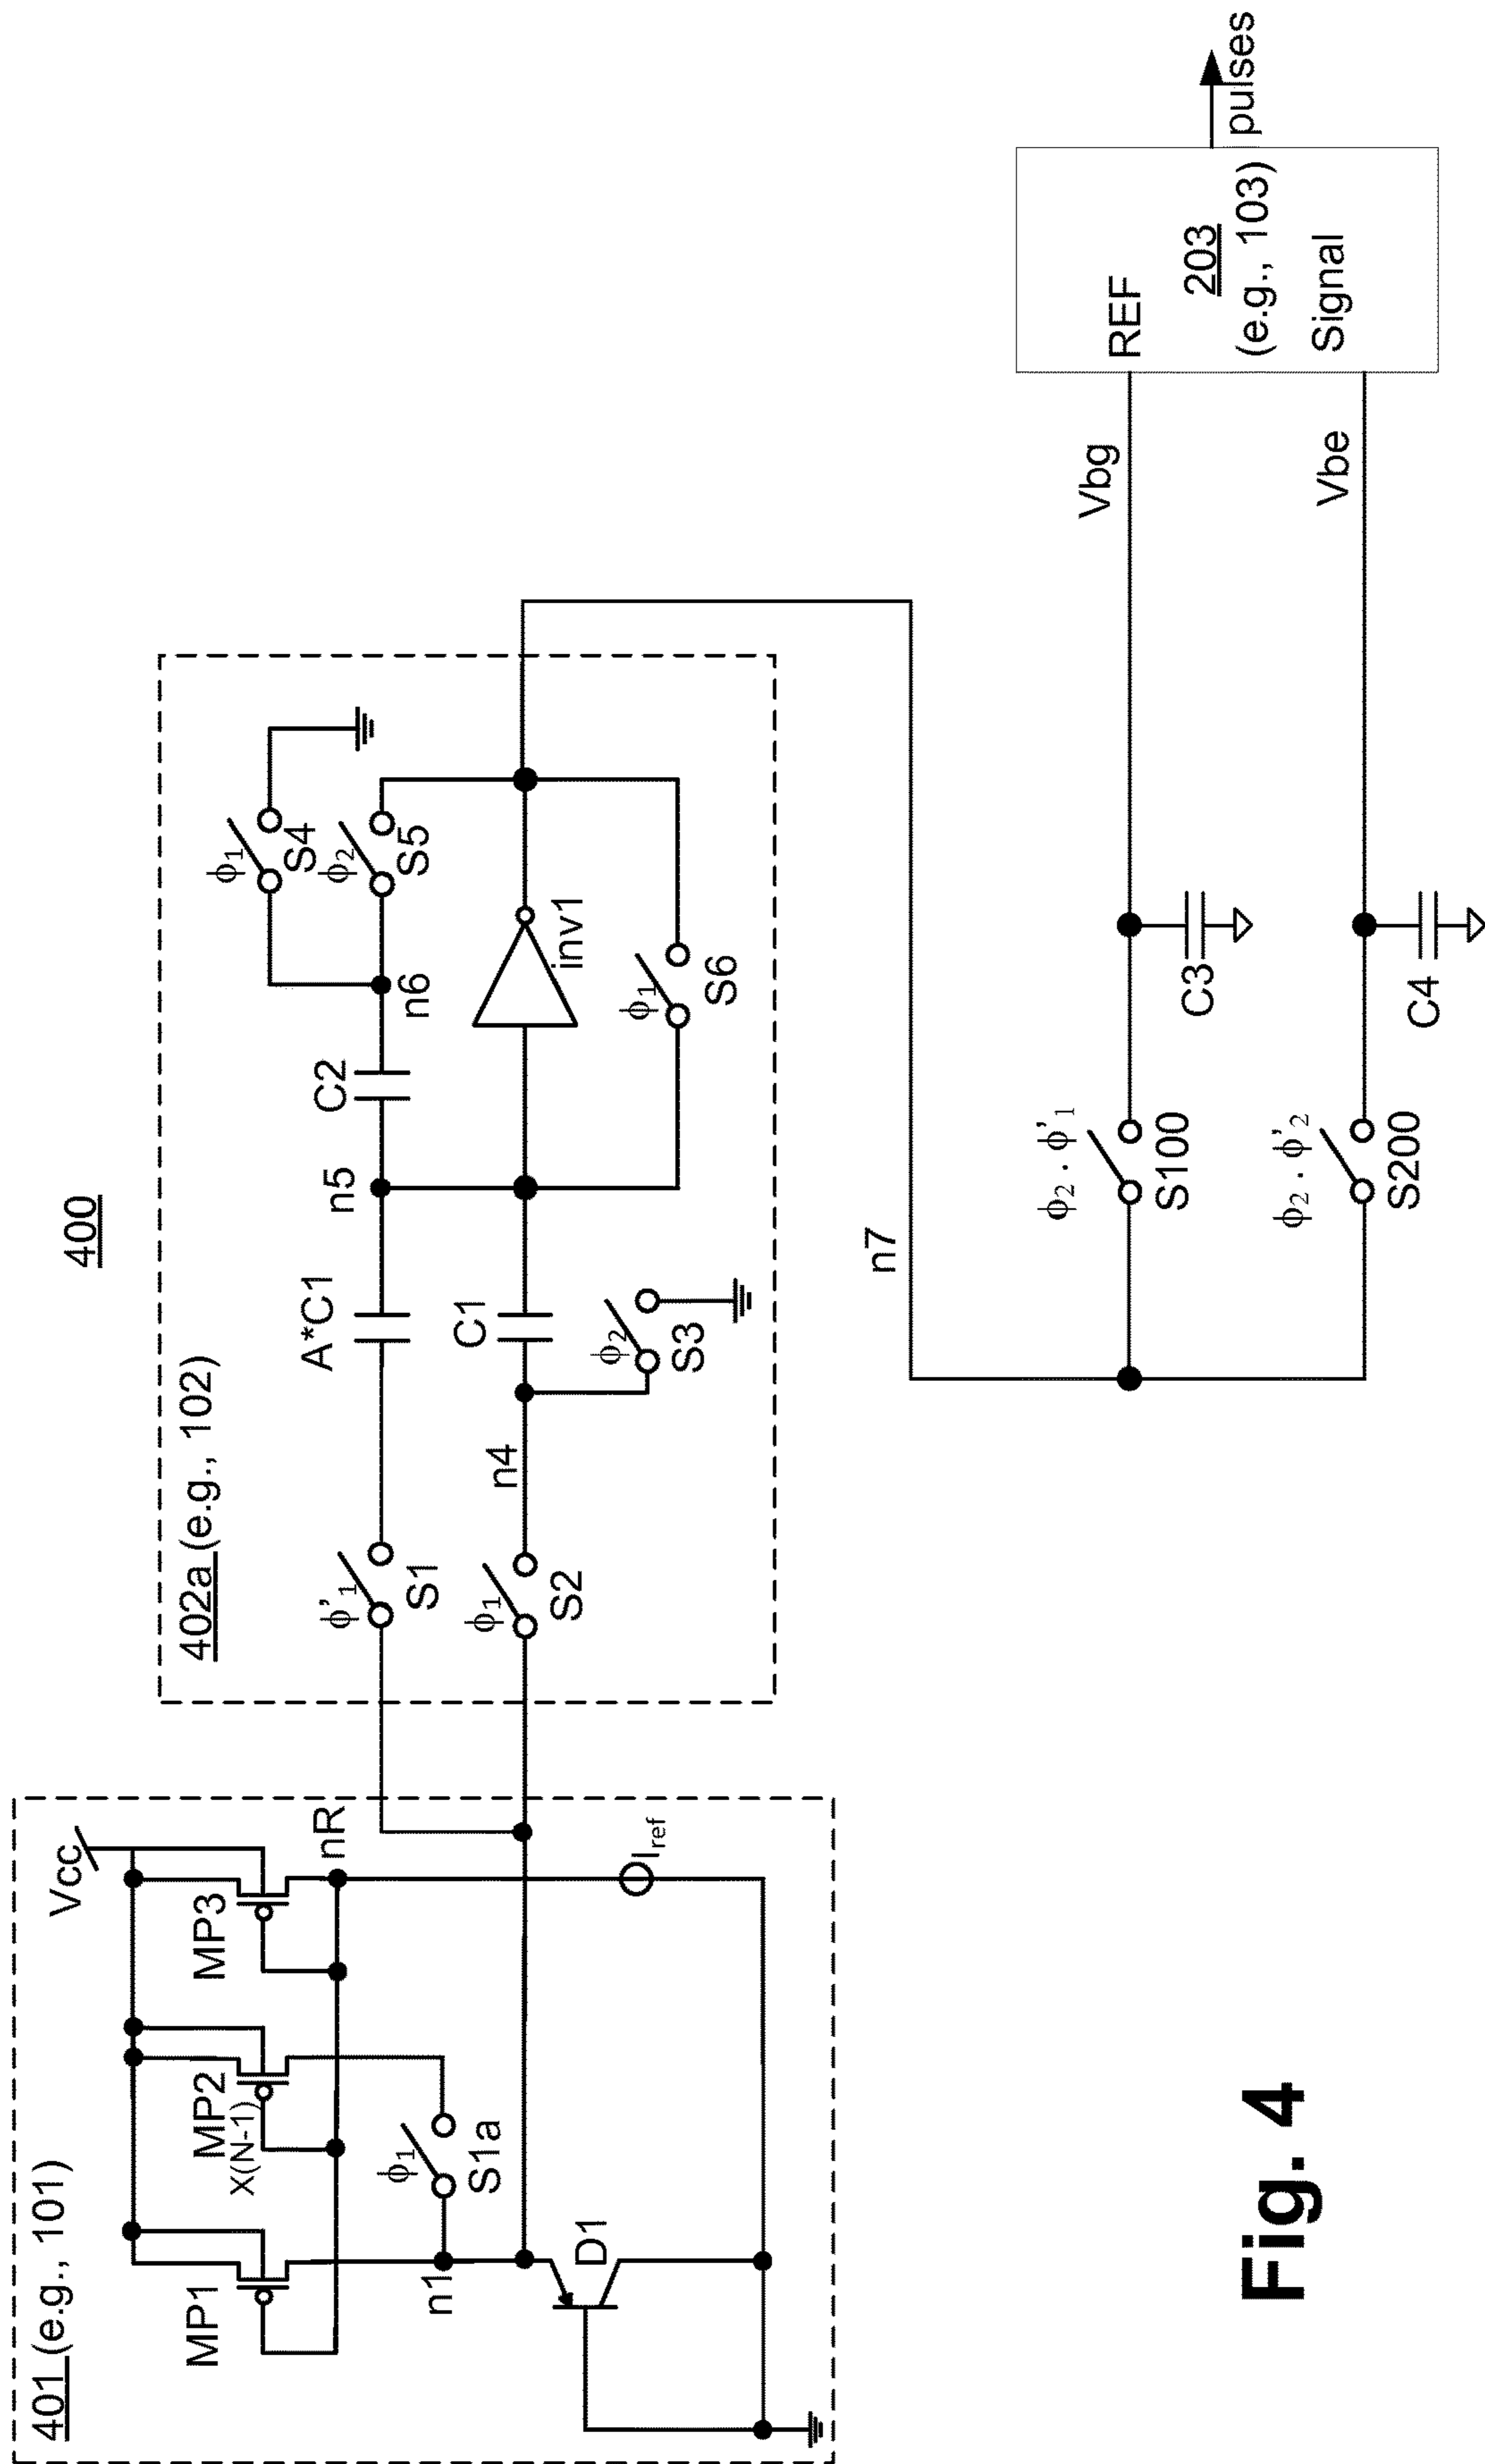 400
401 (e.g., 101)
Vcc
MP1
MP2
X(N-1)
MP3
nR
ϕ1
S1a
n1
D1
Iref
402a (e.g., 102)
ϕ'1
S1
A*C1
n5
C2
n6
ϕ1
S4
ϕ2
S5
ϕ1
S2
n4
C1
ϕ2
S3
inv1
ϕ1
S6
n7
ϕ2 . ϕ'1
S100
C3
Vbg
ϕ2 . ϕ'2
S200
C4
Vbe
REF
203
(e.g., 103)
Signal
pulses
Fig. 4